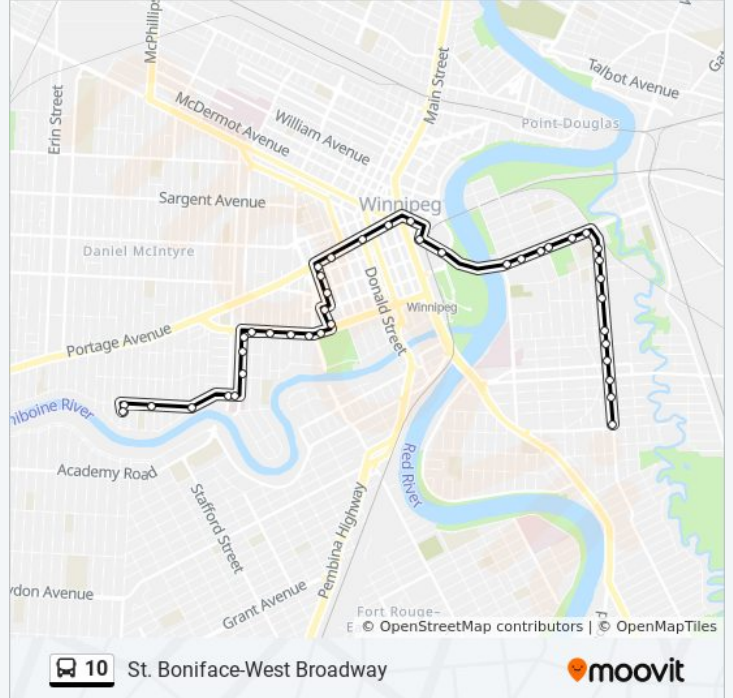 McPhillips
Talbot Avenue
Main Street
Erin Street
McDermot Avenue
William Avenue
Point-Douglas
Sargent Avenue
Winnipeg
Daniel McIntyre
Donald Street
Winnipeg
Portage Avenue
niboine River
Academy Road
Red River
Stafford Street
Pembina Highway
ydon Avenue
Grant Avenue
Fort Rouge–
© OpenStreetMap contributors | © OpenMapTiles
10 St. Boniface-West Broadway
moovit